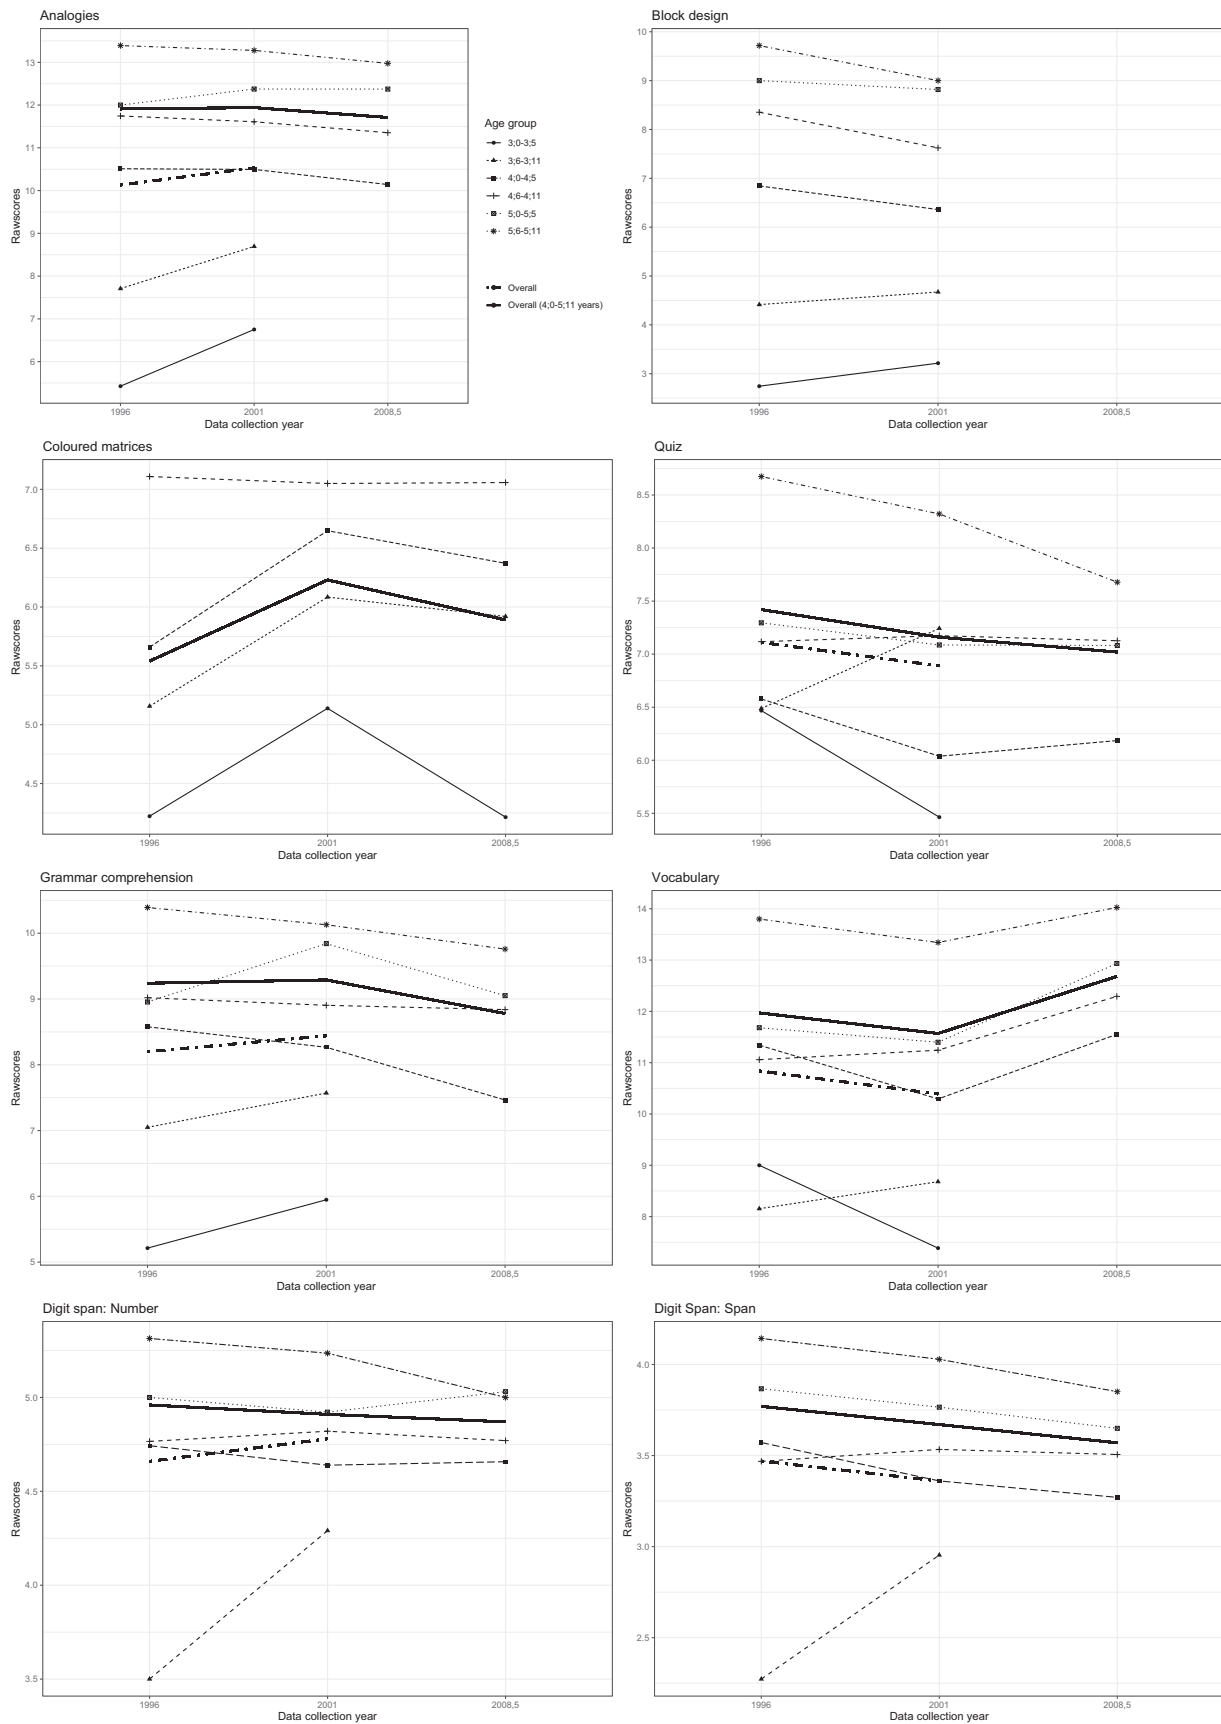 Analogies
13
12
11
10
9
8
7
6
Rawscores
1996
2001
2008,5
Data collection year
Age group
3;0-3;5
3;6-3;11
4;0-4;5
4;6-4;11
5;0-5;5
5;6-5;11
Overall
Overall (4;0-5;11 years)
Block design
10
9
8
7
6
5
4
3
Rawscores
1996
2001
2008,5
Data collection year
Coloured matrices
7.0
6.5
6.0
5.5
5.0
4.5
Rawscores
1996
2001
2008,5
Data collection year
Quiz
8.5
8.0
7.5
7.0
6.5
6.0
5.5
Rawscores
1996
2001
2008,5
Data collection year
Grammar comprehension
10
9
8
7
6
5
Rawscores
1996
2001
2008,5
Data collection year
Vocabulary
14
13
12
11
10
9
8
Rawscores
1996
2001
2008,5
Data collection year
Digit span: Number
5.0
4.5
4.0
3.5
Rawscores
1996
2001
2008,5
Data collection year
Digit Span: Span
4.0
3.5
3.0
2.5
Rawscores
1996
2001
2008,5
Data collection year